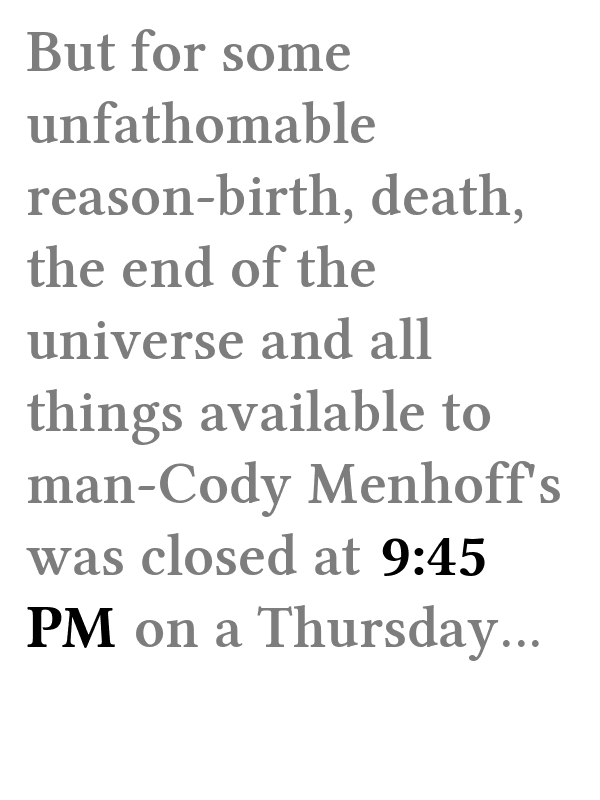 But for some
unfathomable
reason-birth, death,
the end of the
universe and all
things available to
man-Cody Menhoff's
was closed at 9:45
PM on a Thursday...